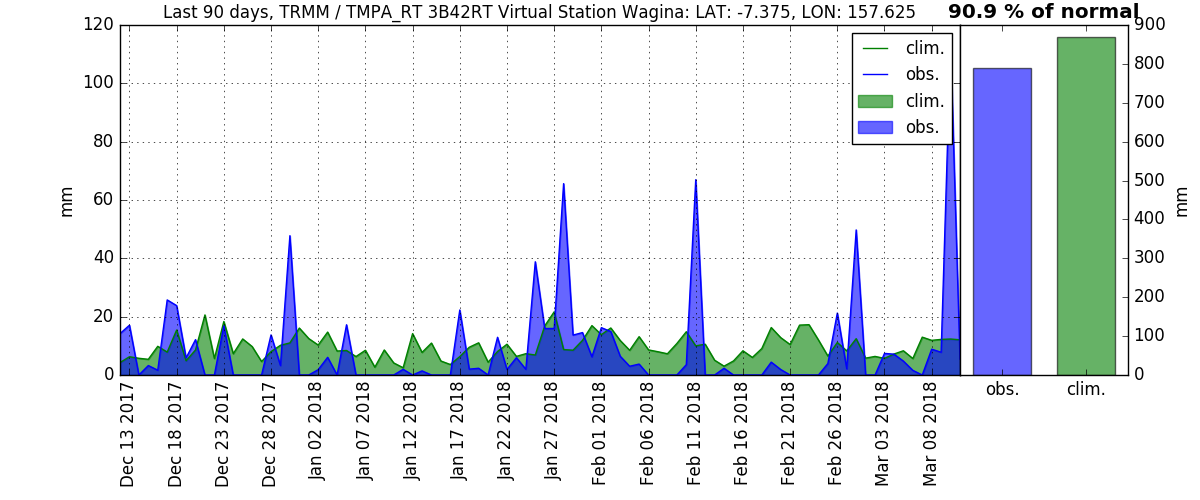 Last 90 days, TRMM / TMPA_RT 3B42RT Virtual Station Wagina: LAT: -7.375, LON: 157.625
90.9 % of normal
120
100
80
60
40
20
0
mm
clim.
obs.
clim.
obs.
900
800
700
600
500
400
300
200
100
0
mm
Dec 13 2017
Dec 18 2017
Dec 23 2017
Dec 28 2017
Jan 02 2018
Jan 07 2018
Jan 12 2018
Jan 17 2018
Jan 22 2018
Jan 27 2018
Feb 01 2018
Feb 06 2018
Feb 11 2018
Feb 16 2018
Feb 21 2018
Feb 26 2018
Mar 03 2018
Mar 08 2018
obs.
clim.